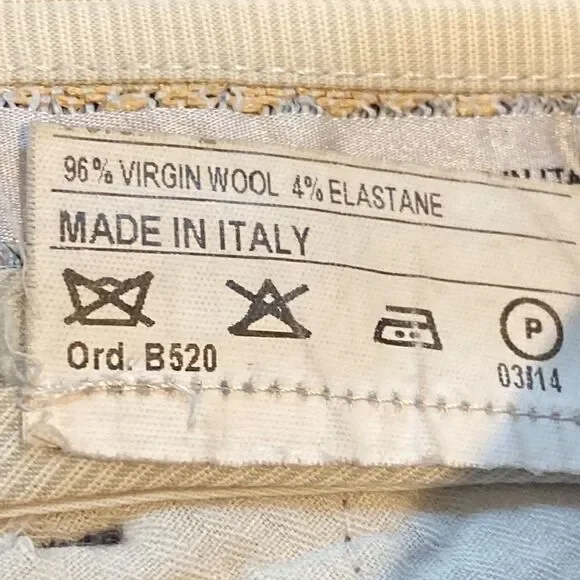 96% VIRGIN WOOL 4% ELASTANE
MADE IN ITALY
P
Ord. B520
03/14